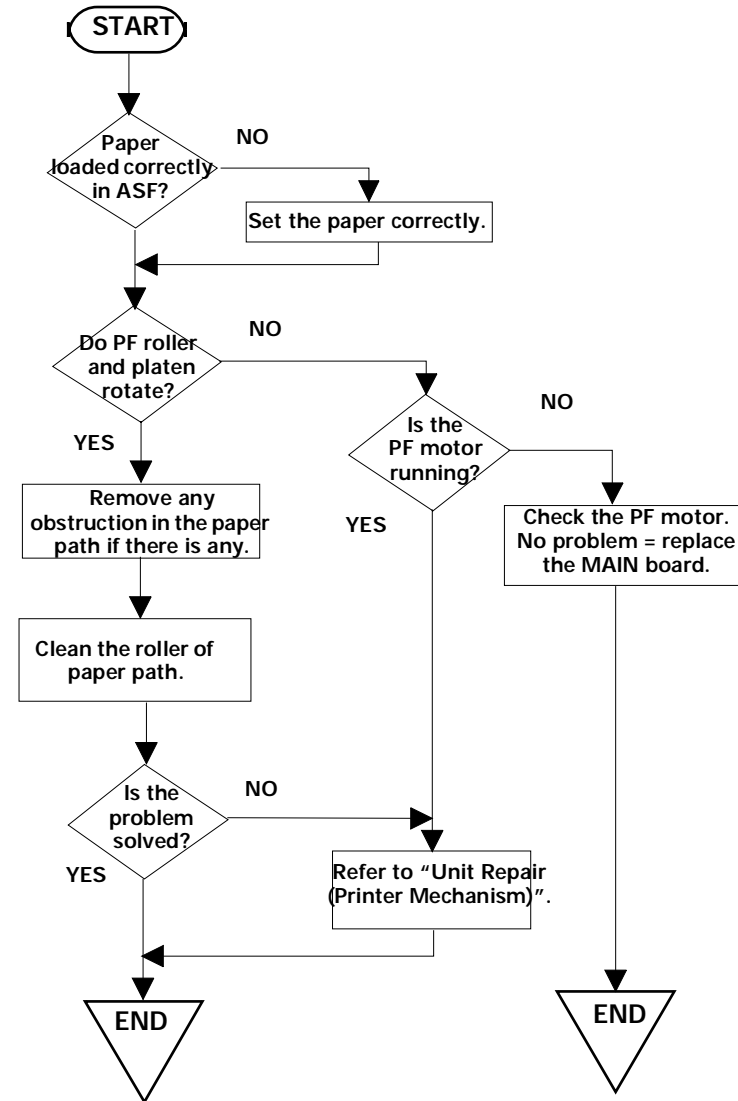 START
NO
Paper
loaded correctly
in ASF?
Set the paper correctly.
NO
Do PF roller
and platen
rotate?
NO
Is the
PF motor
running?
YES
YES
Remove any
obstruction in the paper
path if there is any.
Check the PF motor.
No problem = replace
the MAIN board.
Clean the roller of
paper path.
NO
Is the
problem
solved?
YES
Refer to “Unit Repair
(Printer Mechanism)”.
END
END